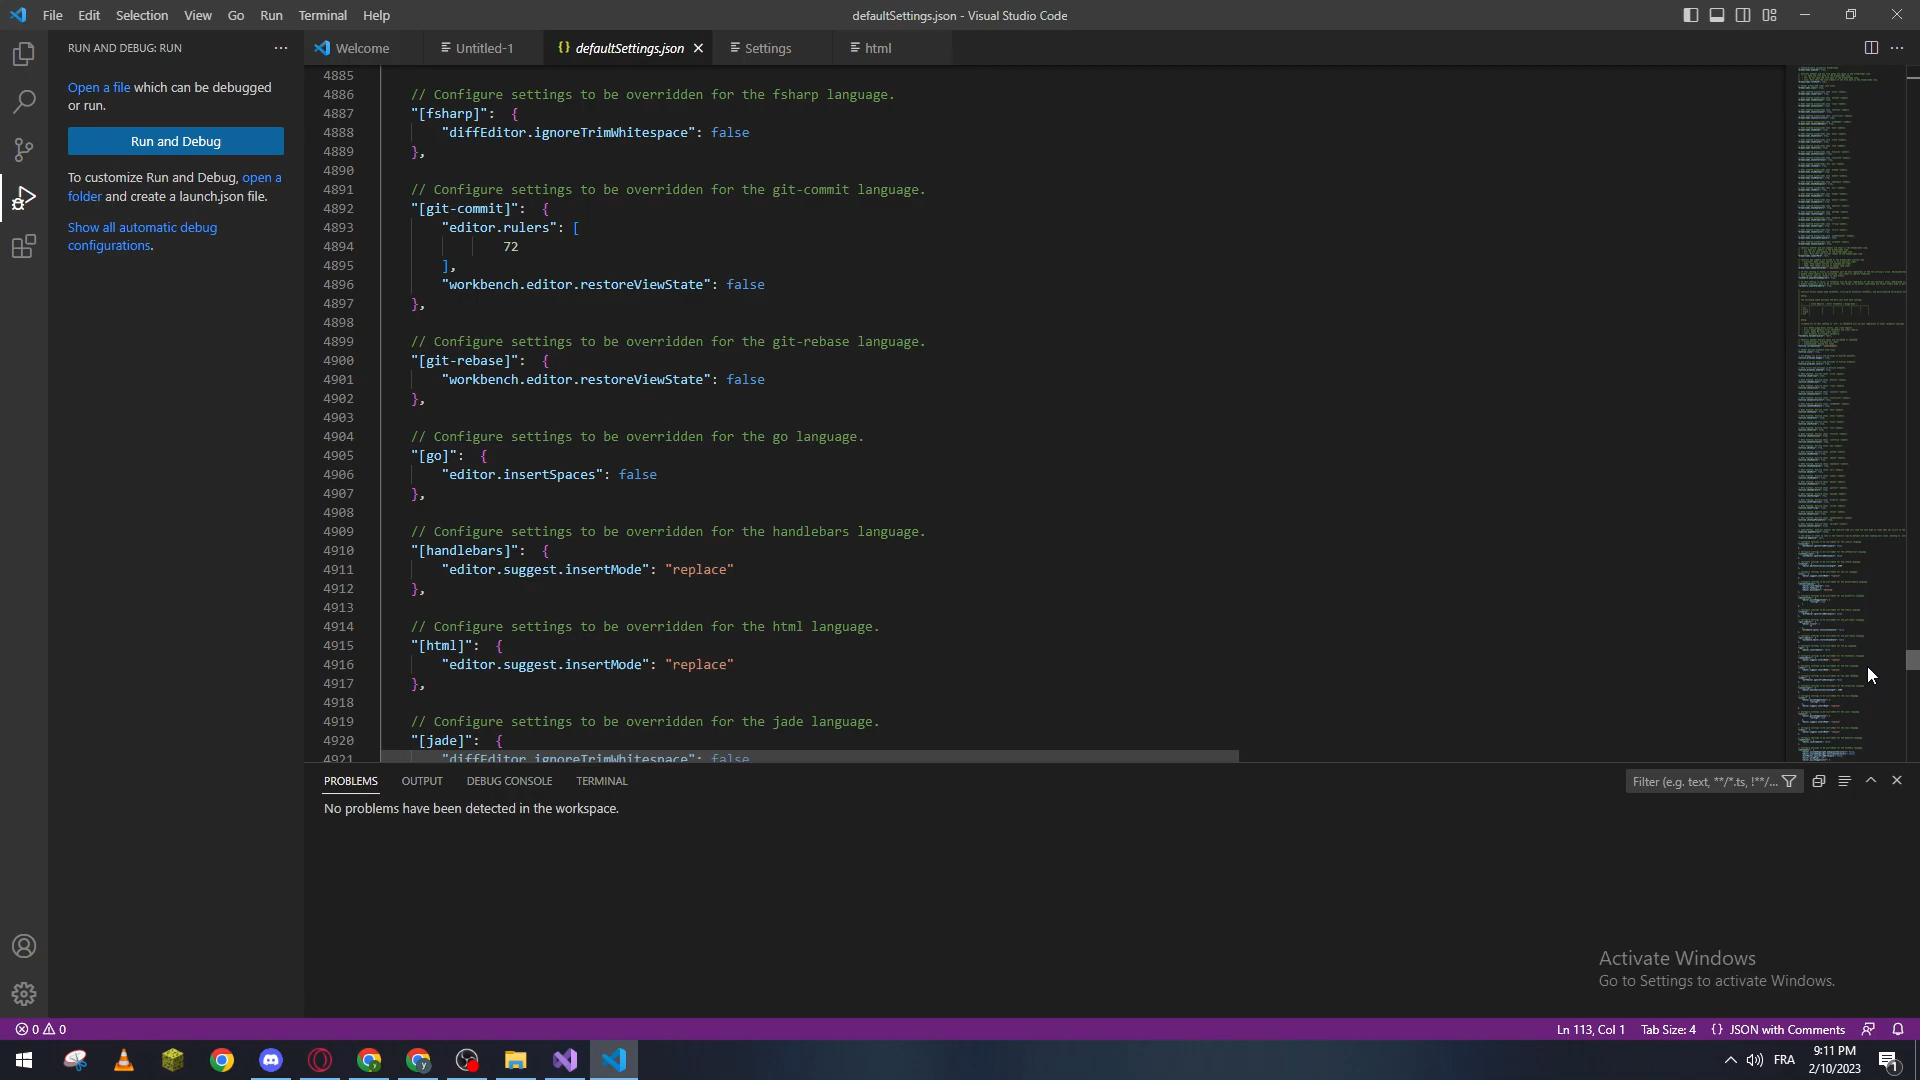 File Edit Selection View Go Run Terminal Help
defaultSettings.json - Visual Studio Code
RUN AND DEBUG: RUN
Welcome
Untitled-1
{} defaultSettings.json
Settings
html
Open a file which can be debugged
or run.
Run and Debug
To customize Run and Debug, open a
folder and create a launch.json file.
Show all automatic debug
configurations.
4885
4886 // Configure settings to be overridden for the fsharp language.
4887 "[fsharp]": {
4888 "diffEditor.ignoreTrimWhitespace": false
4889 },
4890
4891 // Configure settings to be overridden for the git-commit language.
4892 "[git-commit]": {
4893 "editor.rulers": [
4894 72
4895 ],
4896 "workbench.editor.restoreViewState": false
4897 },
4898
4899 // Configure settings to be overridden for the git-rebase language.
4900 "[git-rebase]": {
4901 "workbench.editor.restoreViewState": false
4902 },
4903
4904 // Configure settings to be overridden for the go language.
4905 "[go]": {
4906 "editor.insertSpaces": false
4907 },
4908
4909 // Configure settings to be overridden for the handlebars language.
4910 "[handlebars]": {
4911 "editor.suggest.insertMode": "replace"
4912 },
4913
4914 // Configure settings to be overridden for the html language.
4915 "[html]": {
4916 "editor.suggest.insertMode": "replace"
4917 },
4918
4919 // Configure settings to be overridden for the jade language.
4920 "[jade]": {
4921 "diffEditor.ignoreTrimWhitespace": false
PROBLEMS OUTPUT DEBUG CONSOLE TERMINAL
Filter (e.g. text, **/*.ts, !**/...
No problems have been detected in the workspace.
Activate Windows
Go to Settings to activate Windows.
0 0
Ln 113, Col 1 Tab Size: 4 {} JSON with Comments
FRA
9:11 PM
2/10/2023
1